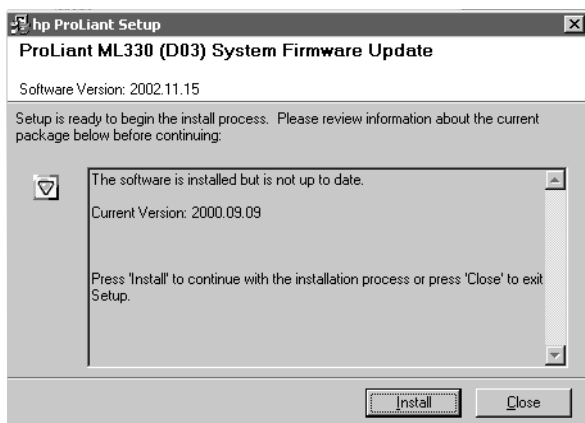 hp ProLiant Setup
ProLiant ML330 (D03) System Firmware Update
Software Version: 2002.11.15
Setup is ready to begin the install process. Please review information about the current
package below before continuing:
The software is installed but is not up to date.
Current Version: 2000.09.09
Press 'Install' to continue with the installation process or press 'Close' to exit
Setup.
Install
Close